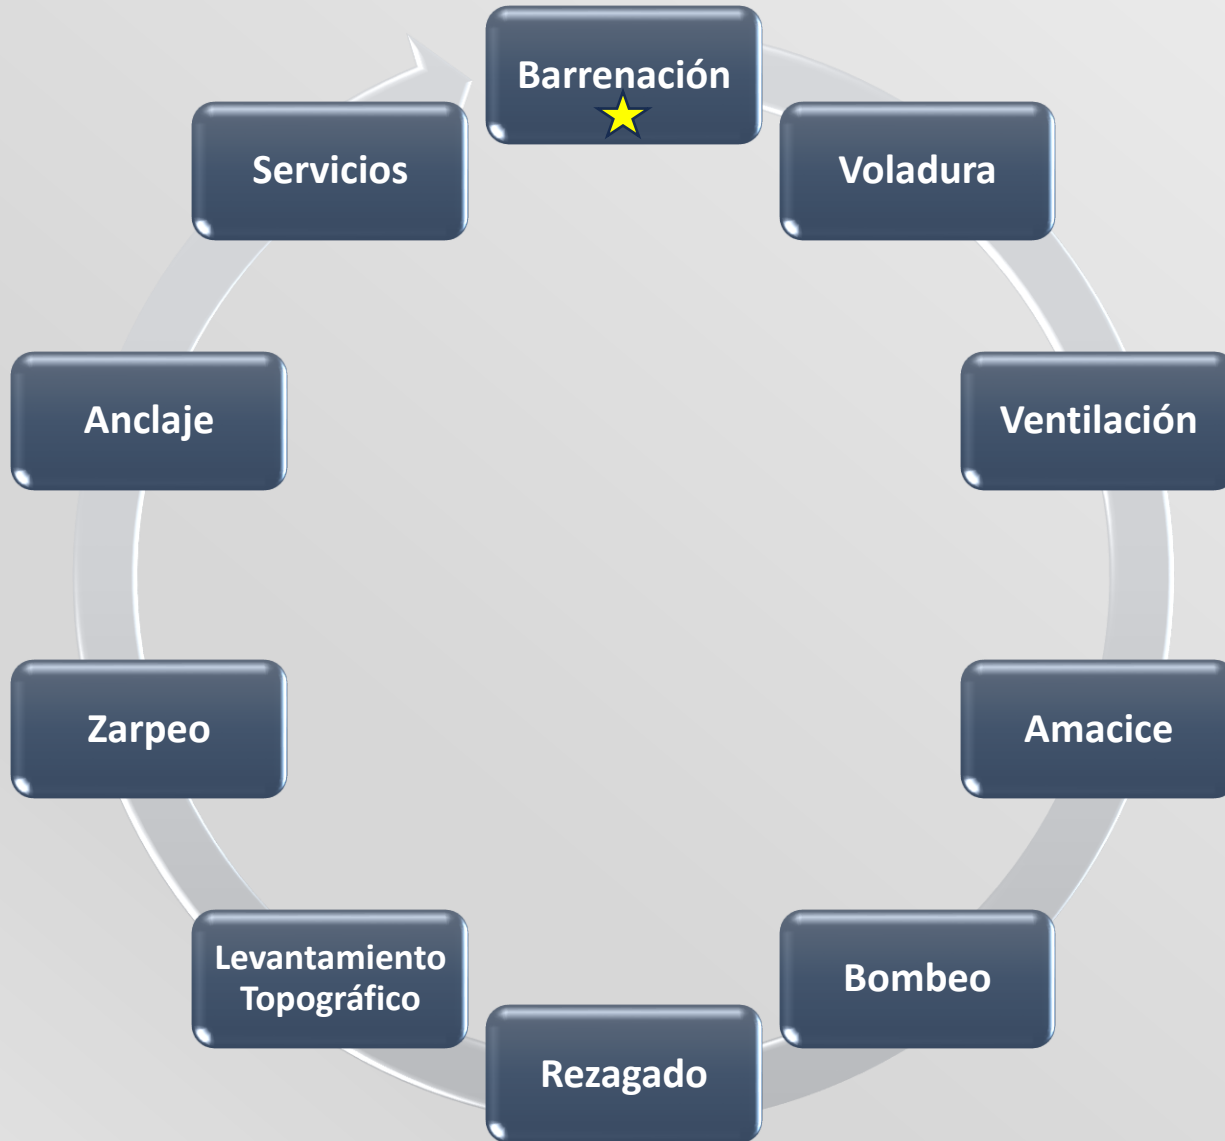 Barrenación
Voladura
Ventilación
Amacice
Bombeo
Rezagado
Levantamiento
Topográfico
Zarpeo
Anclaje
Servicios